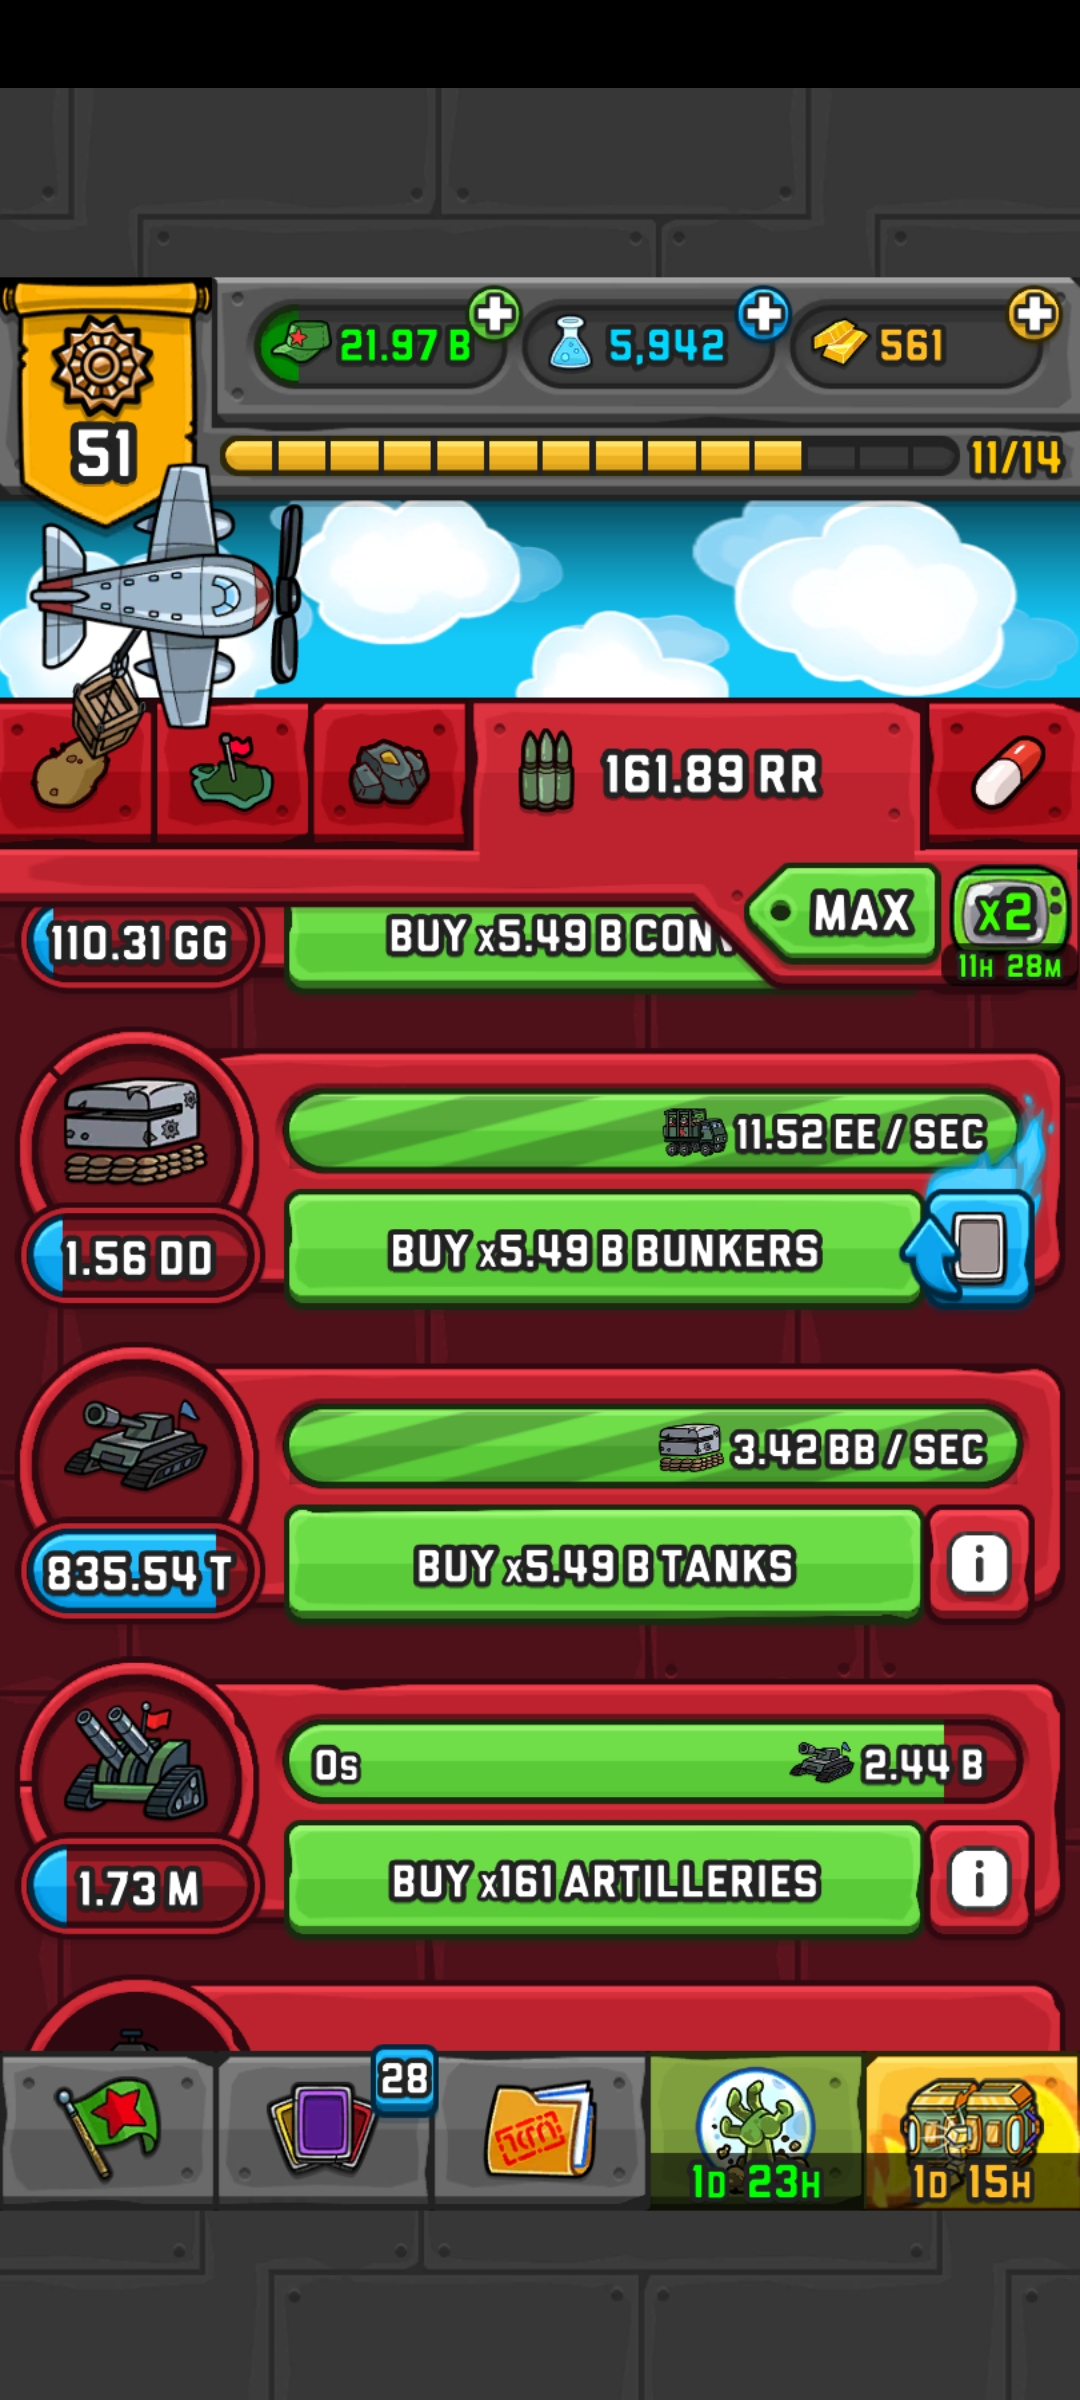 21.97 B
5,942
561
51
11/14
161.89 RR
MAX
x2
11H 28M
110.31 GG
BUY x5.49 B CON
11.52 EE / SEC
1.56 DD
BUY x5.49 B BUNKERS
3.42 BB / SEC
835.54 T
BUY x5.49 B TANKS
i
0s
2.44 B
1.73 M
BUY x161 ARTILLERIES
i
28
1D 23H
1D 15H